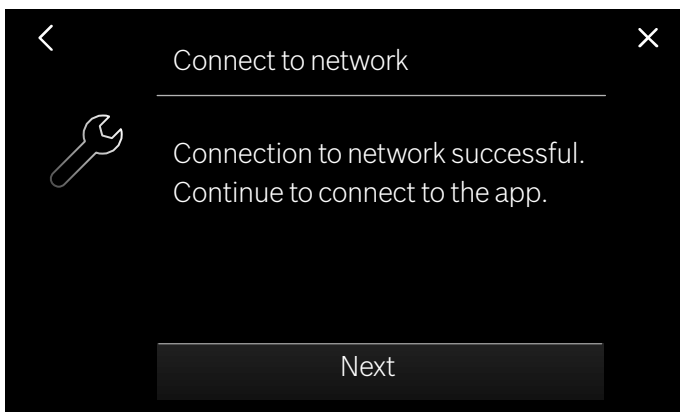 Connect to network
Connection to network successful.
Continue to connect to the app.
Next